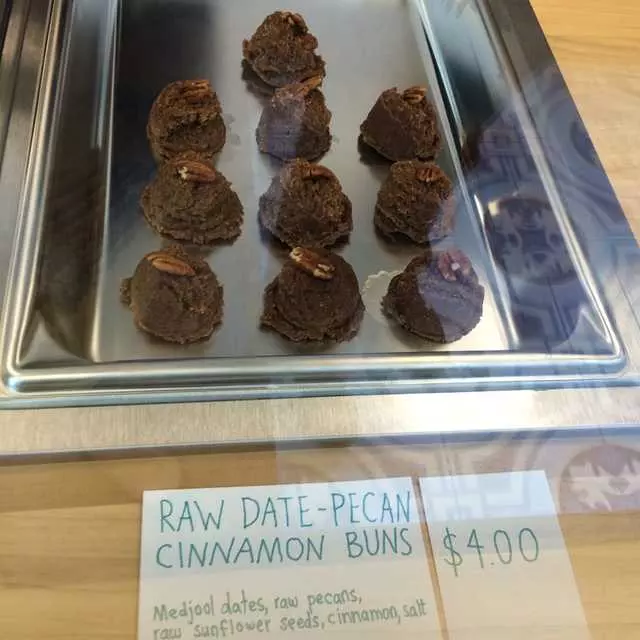 RAW DATE-PECAN
CINNAMON BUNS
$4.00
Medjool dates, raw pecans,
raw sunflower seeds, cinnamon, salt